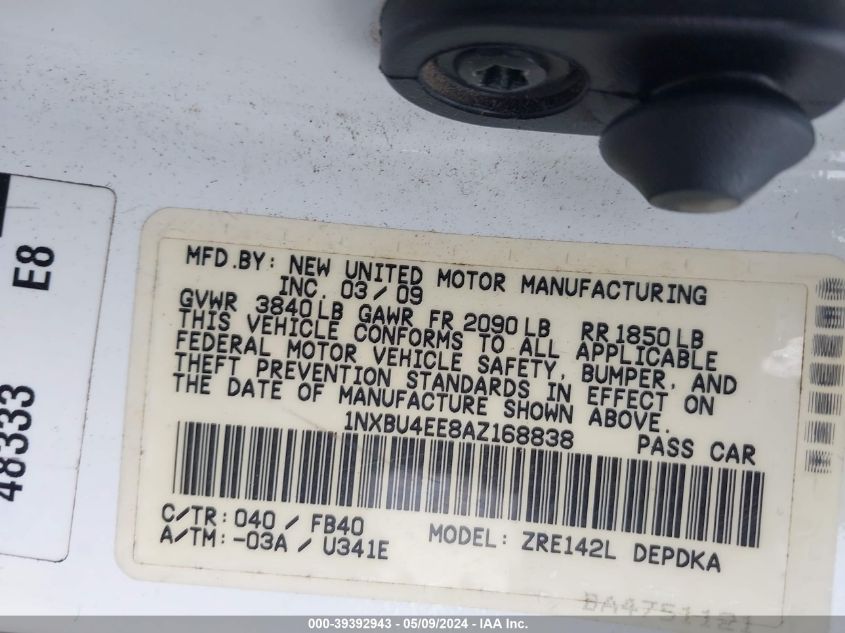 E8
48333
MFD.BY: NEW UNITED MOTOR MANUFACTURING
INC. 03/09
GVWR 3840LB GAWR FR 2090LB RR 1850LB
THIS VEHICLE CONFORMS TO ALL APPLICABLE
FEDERAL MOTOR VEHICLE SAFETY, BUMPER, AND
THEFT PREVENTION STANDARDS IN EFFECT ON
THE DATE OF MANUFACTURE SHOWN ABOVE.
1NXBU4EE8AZ168838 PASS CAR
C/TR: 040 / FB40 MODEL: ZRE142L DEPDKA
A/TM: -03A / U341E
BA4751121
000-39392943 - 05/09/2024 - IAA Inc.